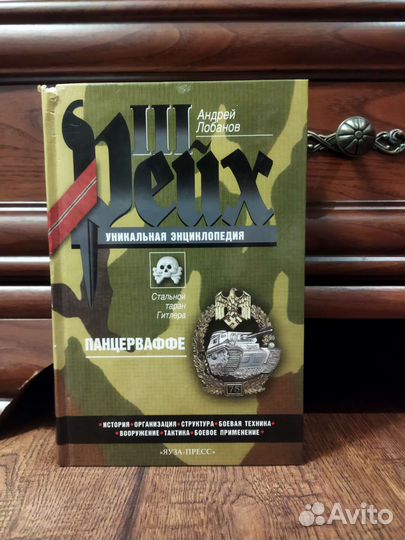 III
Андрей
Лобанов
Рейх
УНИКАЛЬНАЯ ЭНЦИКЛОПЕДИЯ
Стальной
таран
Гитлера
ПАНЦЕРВАФФЕ
75
•ИСТОРИЯ•ОРГАНИЗАЦИЯ•СТРУКТУРА•БОЕВАЯ ТЕХНИКА•
•ВООРУЖЕНИЕ•ТАКТИКА•БОЕВОЕ ПРИМЕНЕНИЕ•
«ЯУЗА-ПРЕСС»
Avito